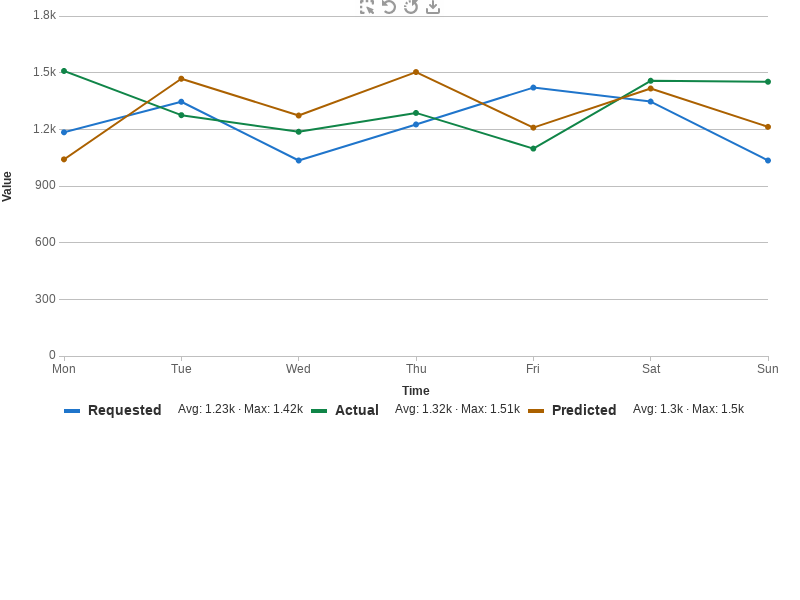 1.8k
1.5k
1.2k
900
600
300
0
Value
Mon Tue Wed Thu Fri Sat Sun
Time
Requested Avg: 1.23k · Max: 1.42k Actual Avg: 1.32k · Max: 1.51k Predicted Avg: 1.3k · Max: 1.5k